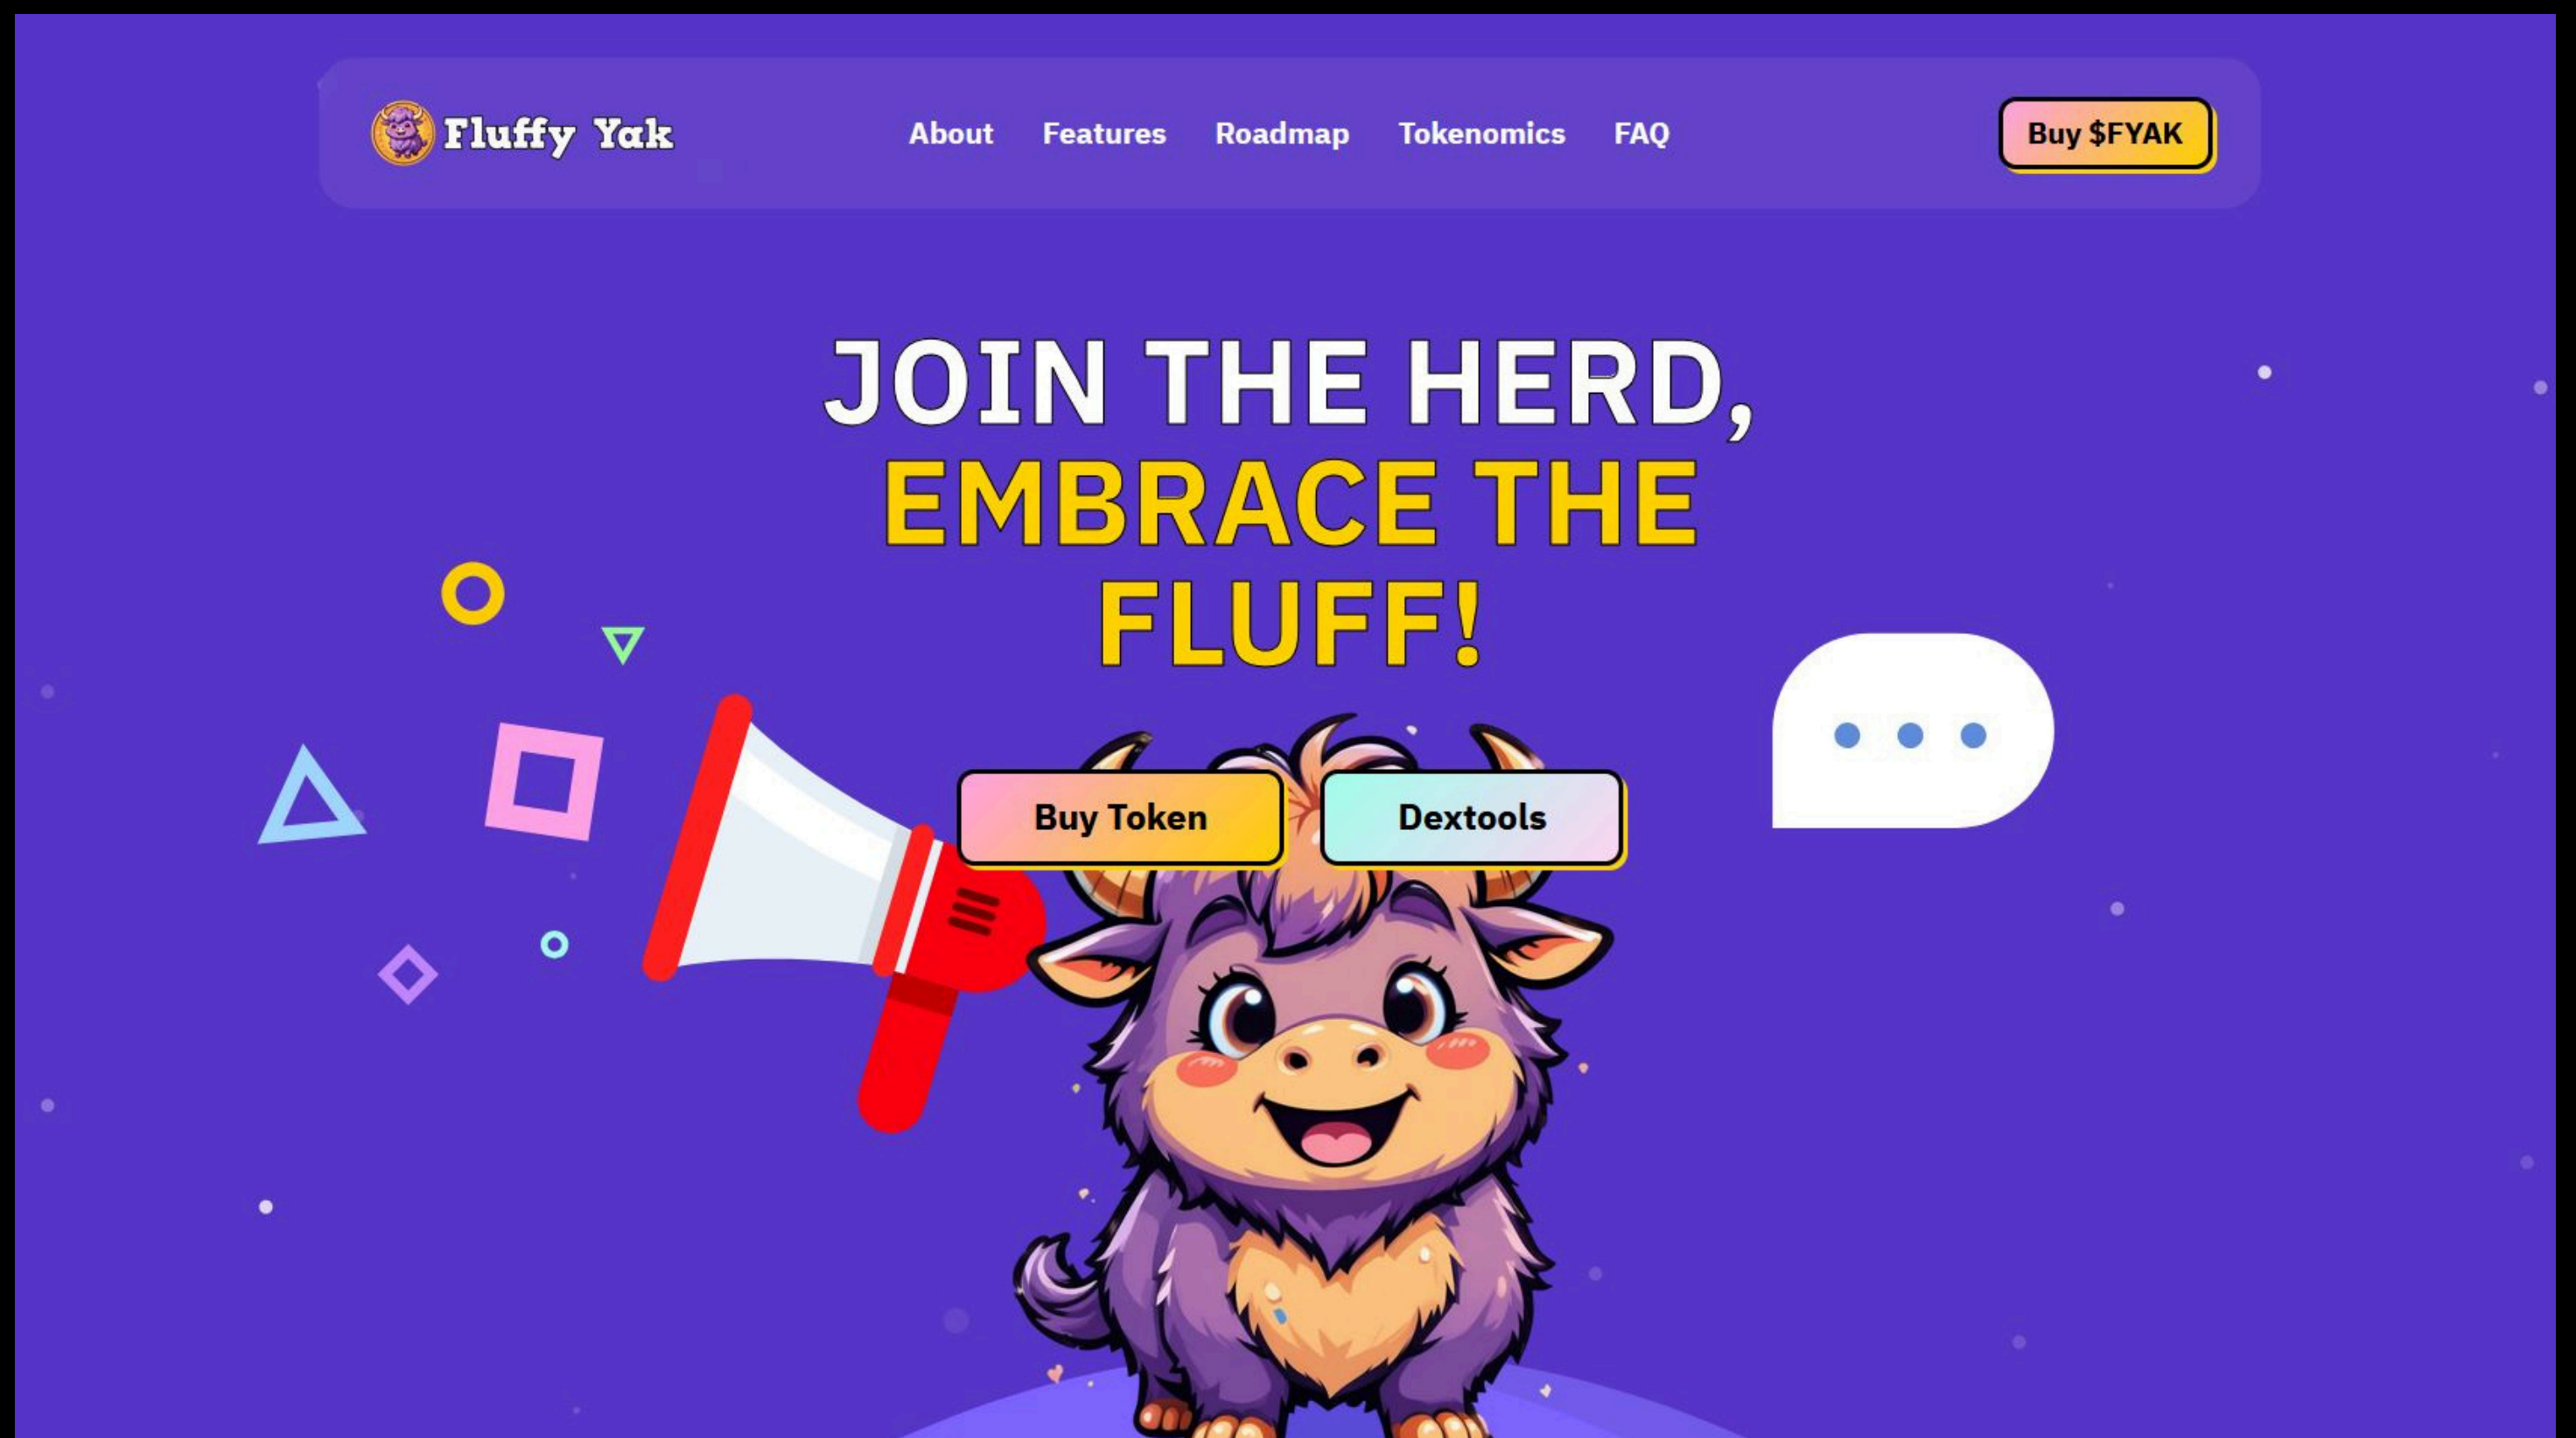 Fluffy Yak
About Features Roadmap Tokenomics FAQ
Buy $FYAK
JOIN THE HERD,
EMBRACE THE
FLUFF!
Buy Token
Dextools